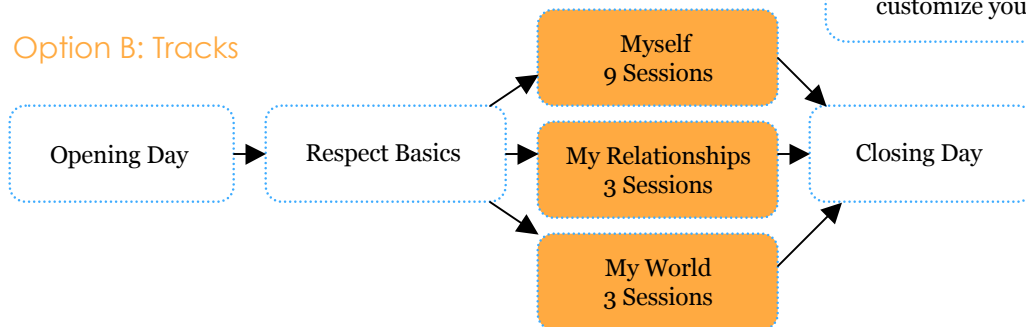 customize you
Option B: Tracks
Myself
9 Sessions
Opening Day
Respect Basics
My Relationships
3 Sessions
Closing Day
My World
3 Sessions